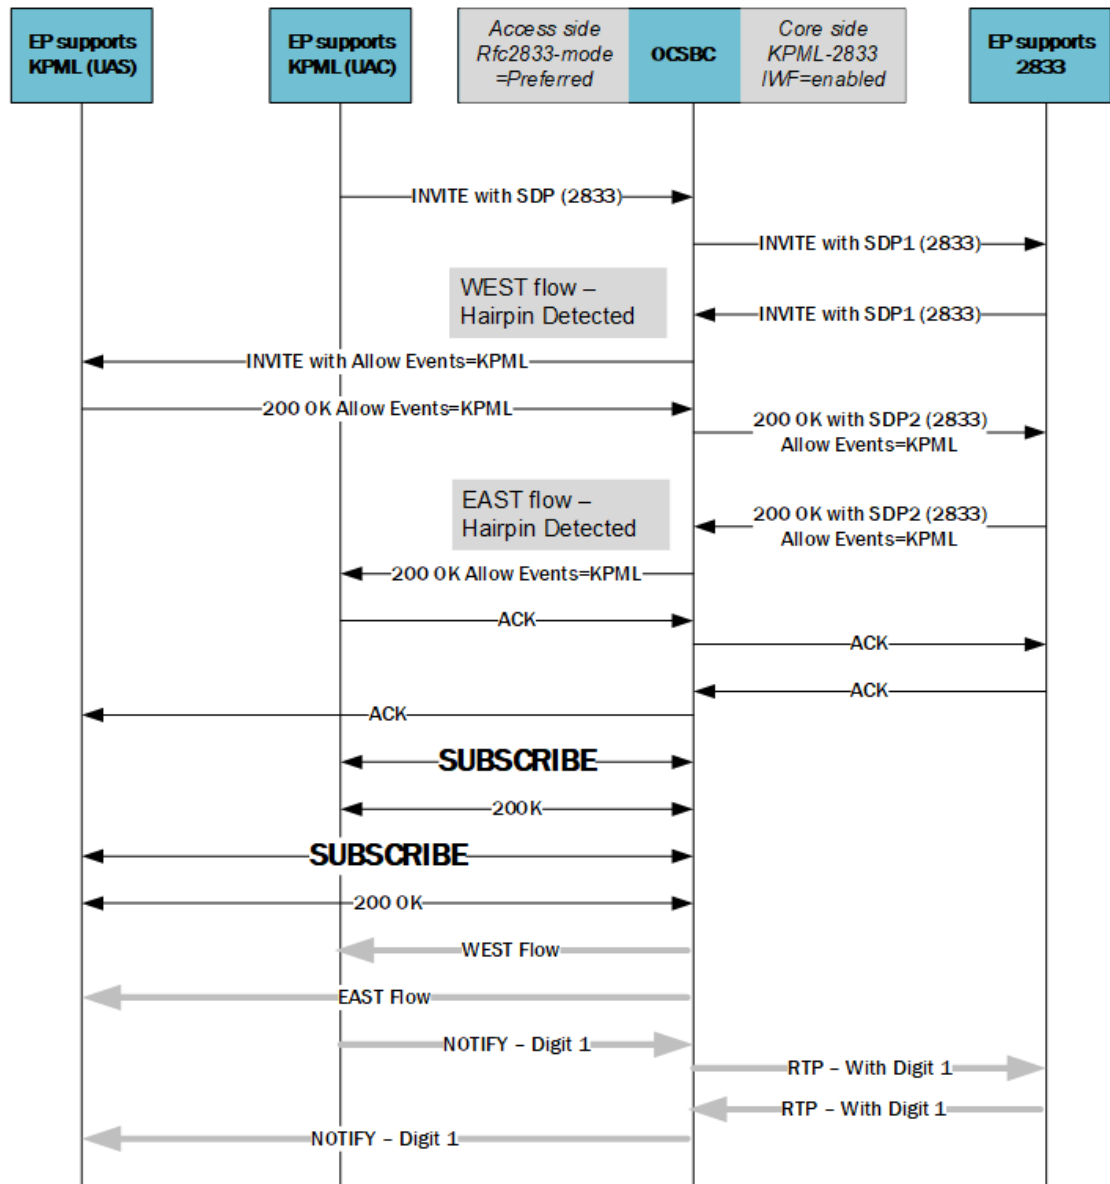 EP supports
KPML (UAS)
EP supports
KPML (UAC)
Access side
Rfc2833-mode
=Preferred
OCSBC
Core side
KPML-2833
IWF=enabled
EP supports
2833
INVITE with SDP (2833)
INVITE with SDP1 (2833)
WEST flow –
Hairpin Detected
INVITE with SDP1 (2833)
INVITE with Allow Events=KPML
200 OK Allow Events=KPML
200 OK with SDP2 (2833)
Allow Events=KPML
EAST flow –
Hairpin Detected
200 OK with SDP2 (2833)
Allow Events=KPML
200 OK Allow Events=KPML
ACK
ACK
ACK
ACK
SUBSCRIBE
200K
SUBSCRIBE
200 OK
WEST Flow
EAST Flow
NOTIFY – Digit 1
RTP – With Digit 1
RTP – With Digit 1
NOTIFY – Digit 1